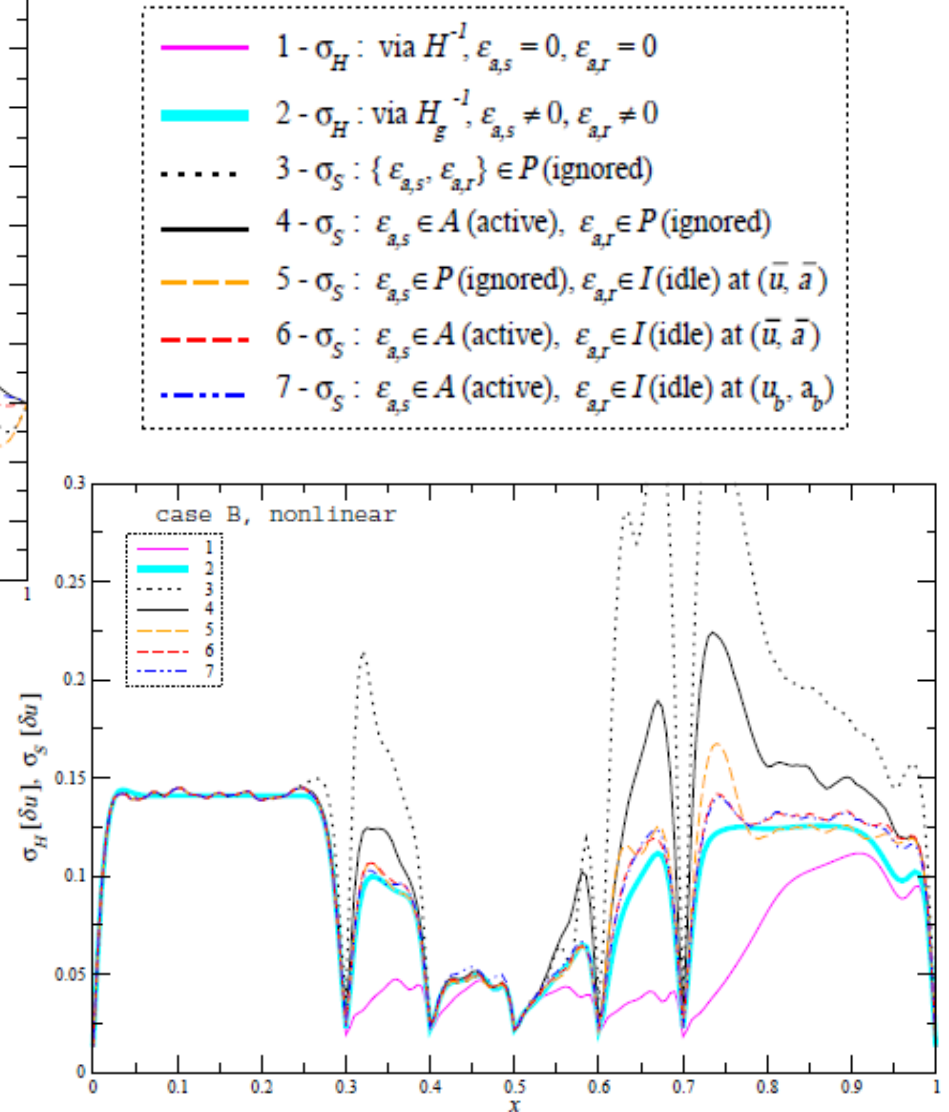 1 - σ_H : via H^-1, ε_a,s = 0, ε_a,r = 0
2 - σ_H : via H_g^-1, ε_a,s ≠ 0, ε_a,r ≠ 0
3 - σ_S : { ε_a,s, ε_a,r } ∈ P (ignored)
4 - σ_S : ε_a,s ∈ A (active), ε_a,r ∈ P (ignored)
5 - σ_S : ε_a,s ∈ P (ignored), ε_a,r ∈ I (idle) at (ū, ā)
6 - σ_S : ε_a,s ∈ A (active), ε_a,r ∈ I (idle) at (ū, ā)
7 - σ_S : ε_a,s ∈ A (active), ε_a,r ∈ I (idle) at (u_b, a_b)
1
case B, nonlinear
1
2
3
4
5
6
7
σ_H [δu], σ_S [δu]
0.3
0.25
0.2
0.15
0.1
0.05
0
0 0.1 0.2 0.3 0.4 0.5 0.6 0.7 0.8 0.9 1
x